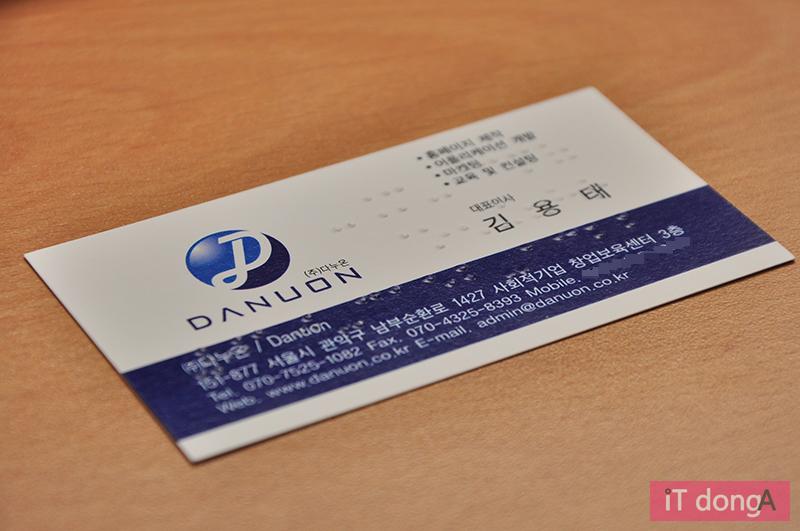 • 홈페이지 제작
• 어플리케이션 개발
• 마켓팅
• 교육 및 컨설팅
대표이사
김 용 태
(주)다누온
DANUON
(주)다누온 / Danuon
151-877 서울시 관악구 남부순환로 1427 사회적기업 창업보육센터 3층
Tel. 070-7525-1082 Fax. 070-4325-8393 Mobile.
Web. www.danuon.co.kr E-mail. admin@danuon.co.kr
iT dongA